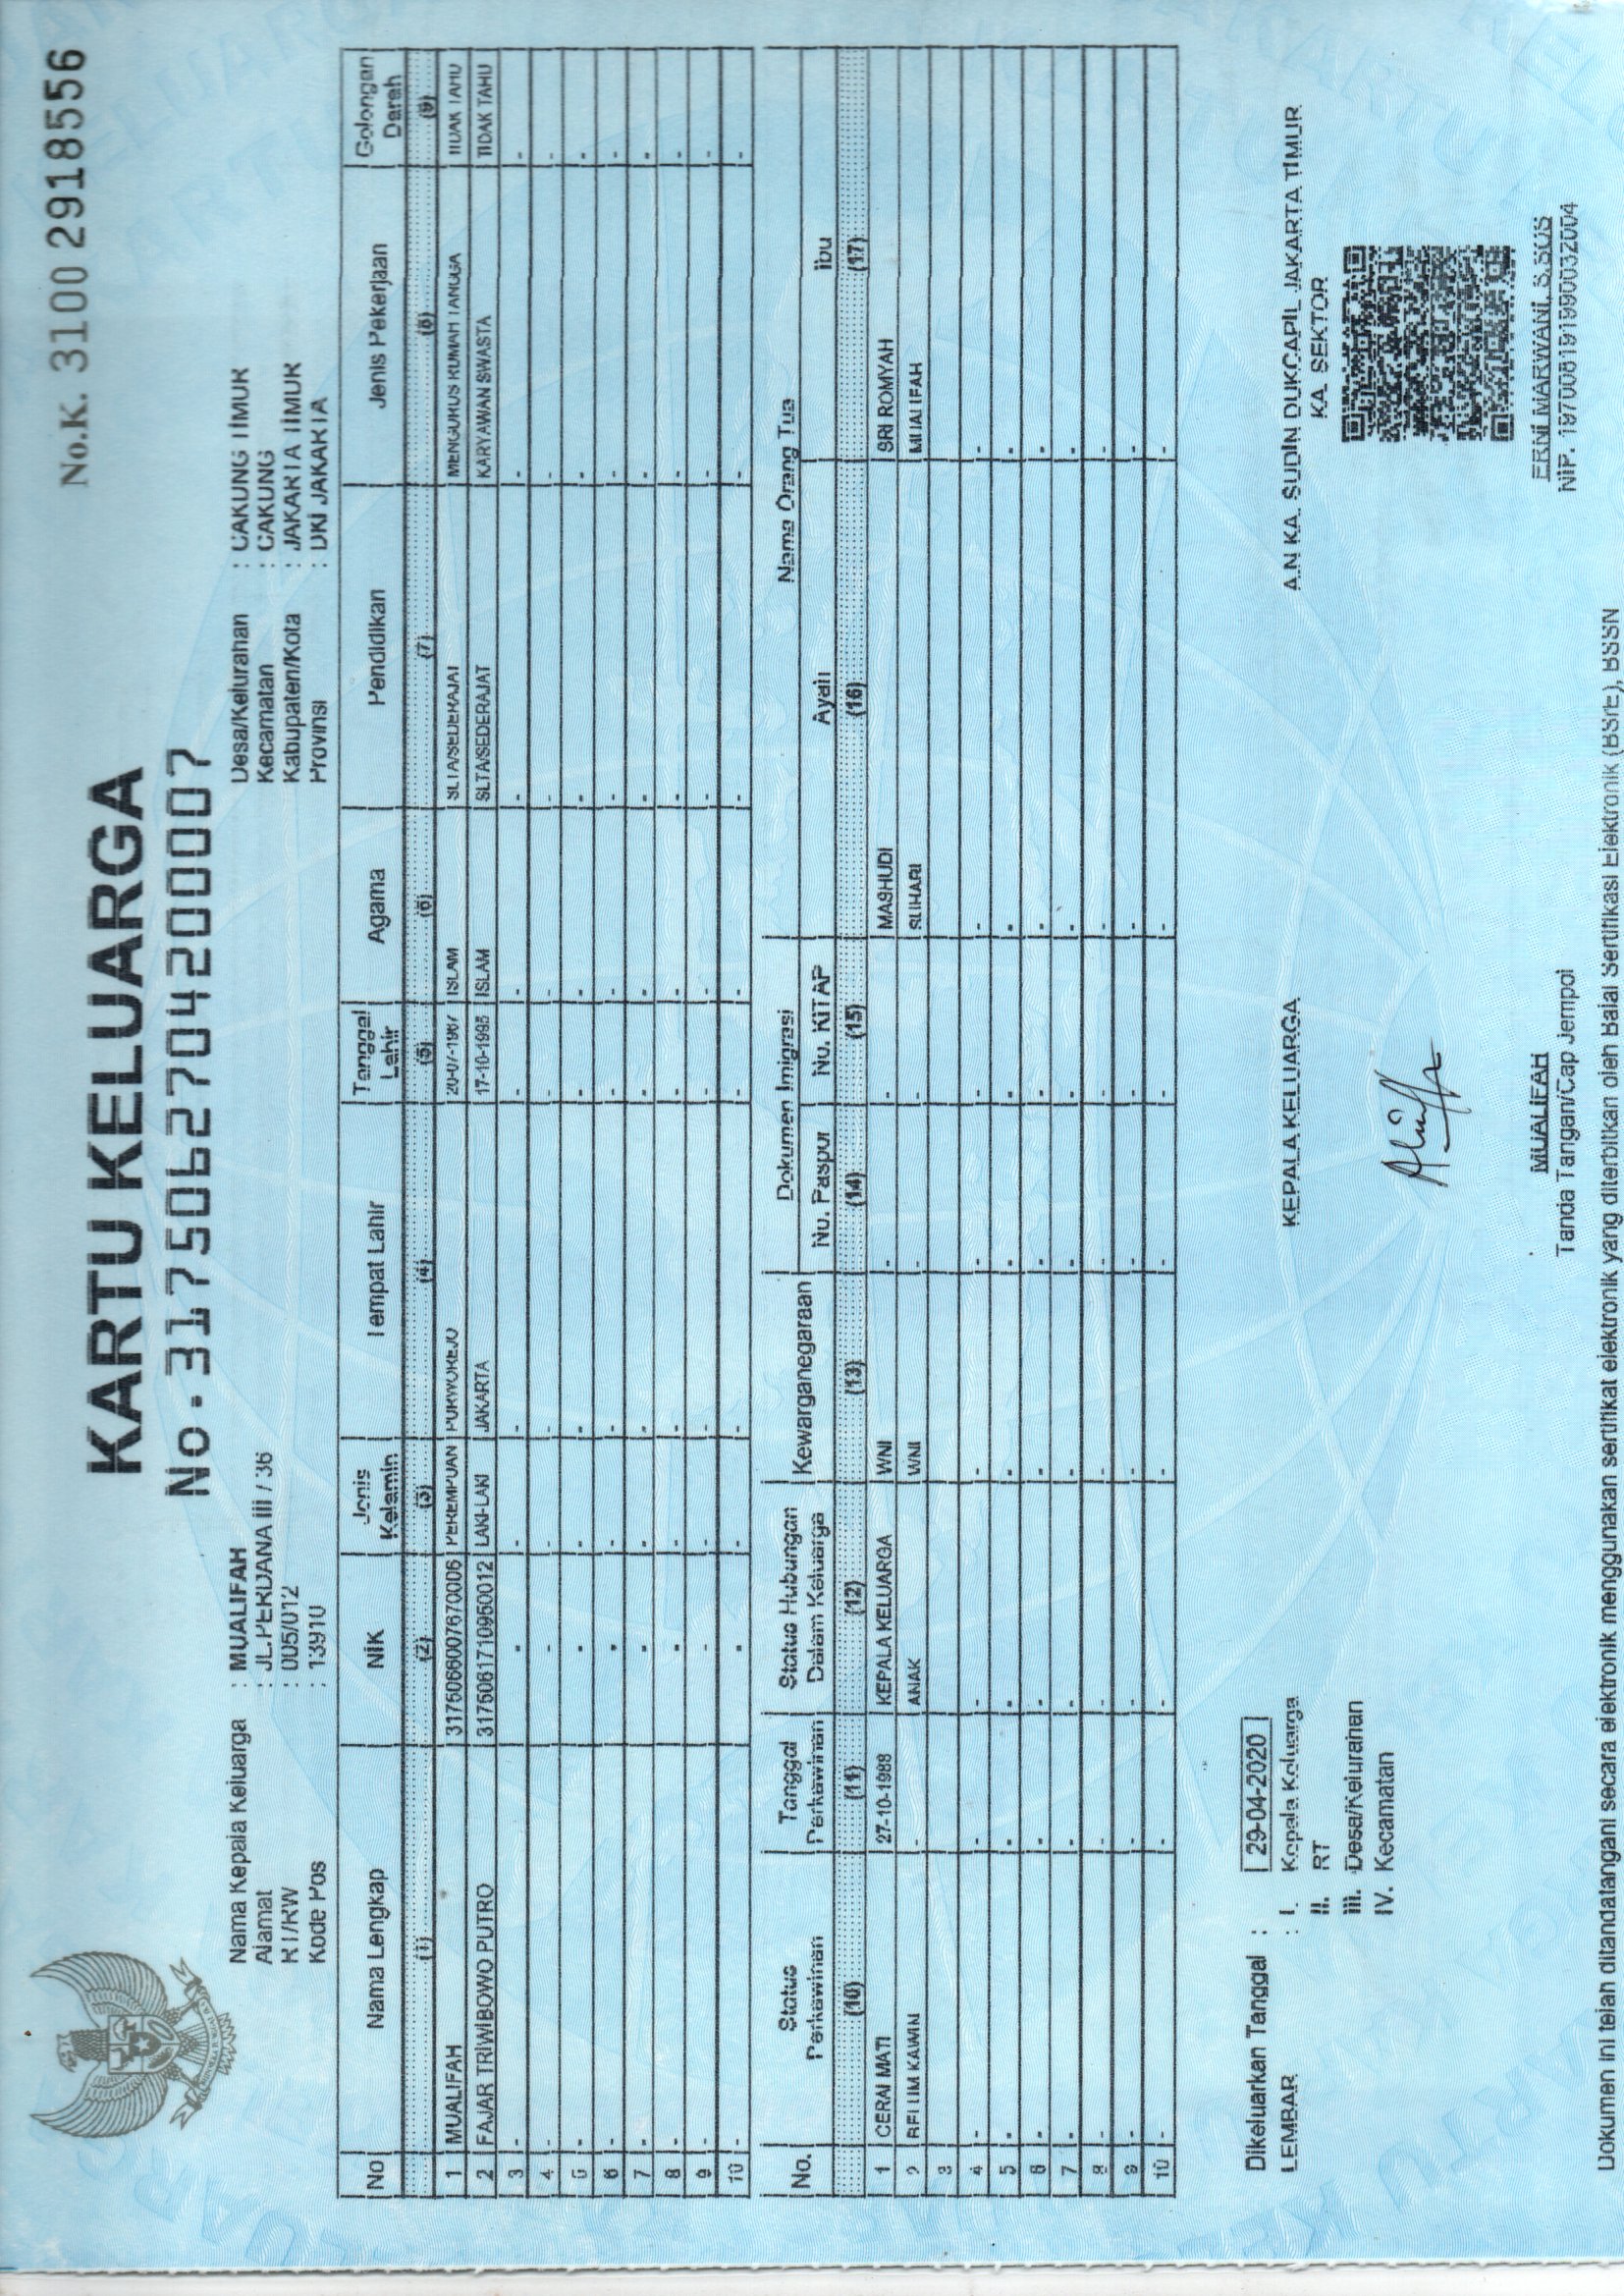 No.K. 3100 2918556
KARTU KELUARGA
No. 3175062704200007
Nama Kepala Keluarga : MUALIFAH
Alamat : JL.PERDANA III / 36
RT/RW : 005/012
Kode Pos : 13910
Desa/Kelurahan : CAKUNG TIMUR
Kecamatan : CAKUNG
Kabupaten/Kota : JAKARTA TIMUR
Provinsi : DKI JAKARTA
No Nama Lengkap NIK Jenis Kelamin Tempat Lahir Tanggal Lahir Agama Pendidikan Jenis Pekerjaan Golongan Darah
(1) (2) (3) (4) (5) (6) (7) (8) (9)
1 MUALIFAH 3175066007670006 PEREMPUAN PURWOREJO 20-07-1967 ISLAM SLTA/SEDERAJAT MENGURUS RUMAH TANGGA TIDAK TAHU
2 FAJAR TRIWIBOWO PUTRO 3175061710950012 LAKI-LAKI JAKARTA 17-10-1995 ISLAM SLTA/SEDERAJAT KARYAWAN SWASTA TIDAK TAHU
3 - - - - - - - - -
4 - - - - - - - - -
5 - - - - - - - - -
6 - - - - - - - - -
7 - - - - - - - - -
8 - - - - - - - - -
9 - - - - - - - - -
10 - - - - - - - - -
No. Status Perkawinan Tanggal Perkawinan Status Hubungan Dalam Keluarga Kewarganegaraan Dokumen Imigrasi Nama Orang Tua
No. Paspor No. KITAP Ayah Ibu
(10) (11) (12) (13) (14) (15) (16) (17)
1 CERAI MATI 27-10-1988 KEPALA KELUARGA WNI - - MASHUDI SRI ROMYAH
2 BELUM KAWIN - ANAK WNI - - SUHARI MUALIFAH
3
4 - - - - - - - -
5 - - - - - - - -
6 - - - - - - - -
7 - - - - - - - -
8 - - - - - - - -
9 - - - - - - - -
10 - - - - - - - -
Dikeluarkan Tanggal : 29-04-2020
LEMBAR : I. Kepala Keluarga
II. RT
III. Desa/Kelurahan
IV. Kecamatan
KEPALA KELUARGA
MUALIFAH
Tanda Tangan/Cap Jempol
A.N KA. SUDIN DUKCAPIL JAKARTA TIMUR
KA. SEKTOR
ERNI MARWANI, S.SOS
NIP. 197008191990032004
Dokumen ini telah ditandatangani secara elektronik menggunakan sertifikat elektronik yang diterbitkan oleh Balai Sertifikasi Elektronik (BSrE), BSSN